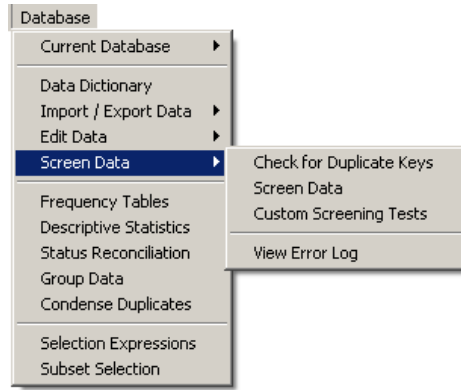 Database
Current Database
Data Dictionary
Import / Export Data
Edit Data
Screen Data
Frequency Tables
Descriptive Statistics
Status Reconciliation
Group Data
Condense Duplicates
Selection Expressions
Subset Selection
Check for Duplicate Keys
Screen Data
Custom Screening Tests
View Error Log